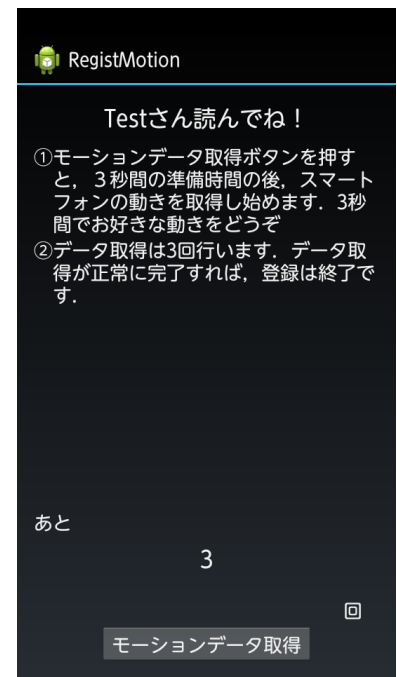 RegistMotion
Testさん読んでね！
①モーションデータ取得ボタンを押す
と，３秒間の準備時間の後，スマート
フォンの動きを取得し始めます．3秒
間でお好きな動きをどうぞ
②データ取得は3回行います．データ取
得が正常に完了すれば，登録は終了で
す．
あと
3
回
モーションデータ取得